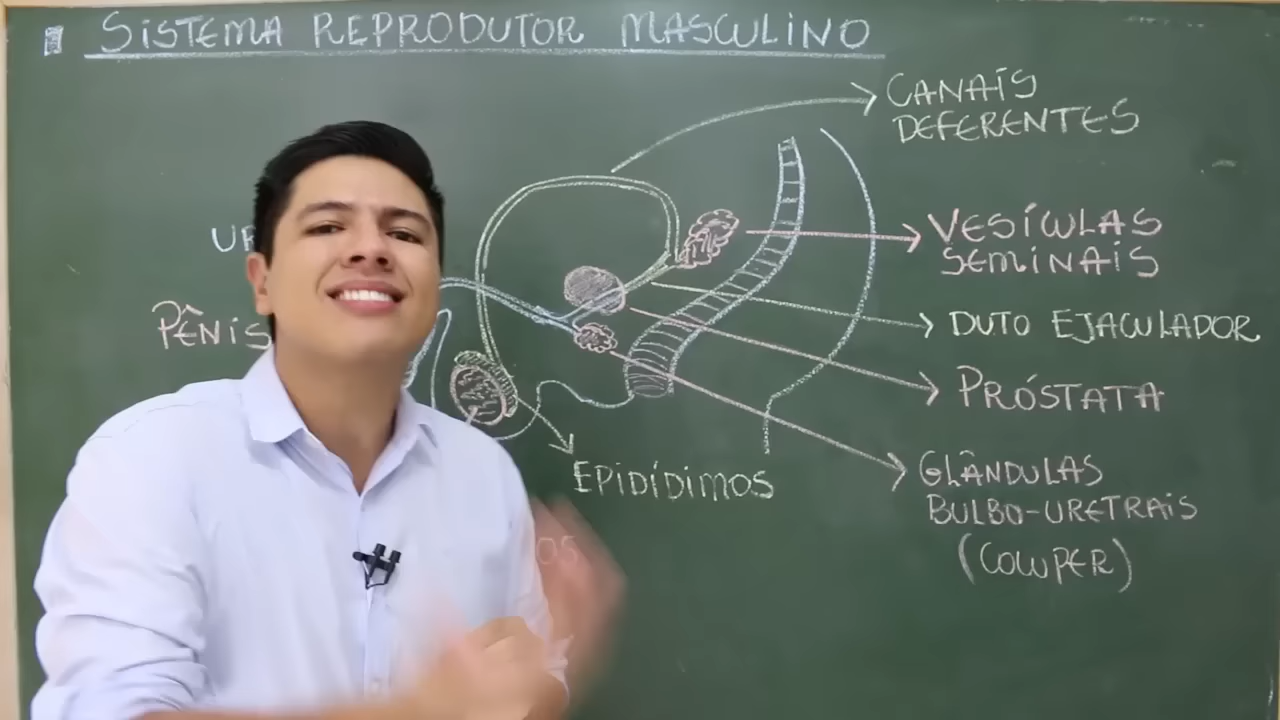 SISTEMA REPRODUTOR MASCULINO
CANAIS
DEFERENTES
VESÍCULAS
SEMINAIS
DUTO EJACULADOR
PRÓSTATA
GLÂNDULAS
BULBO-URETRAIS
(COWPER)
EPIDÍDIMOS
PÊNIS